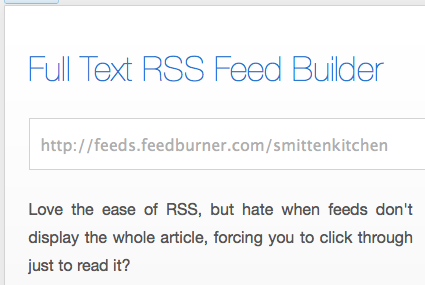 Full Text RSS Feed Builder
http://feeds.feedburner.com/smittenkitchen
Love the ease of RSS, but hate when feeds don't
display the whole article, forcing you to click through
just to read it?